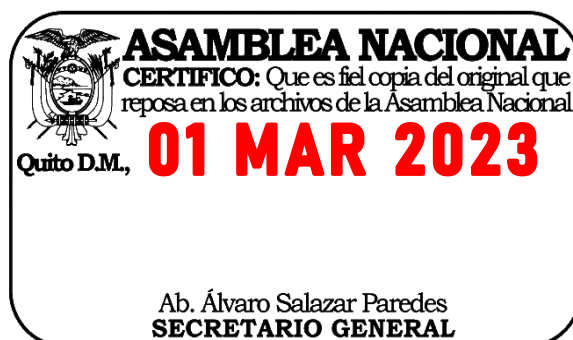 ASAMBLEA NACIONAL
CERTIFICO: Que es fiel copia del original que
reposa en los archivos de la Asamblea Nacional
Quito D.M., 01 MAR 2023
Ab. Álvaro Salazar Paredes
SECRETARIO GENERAL